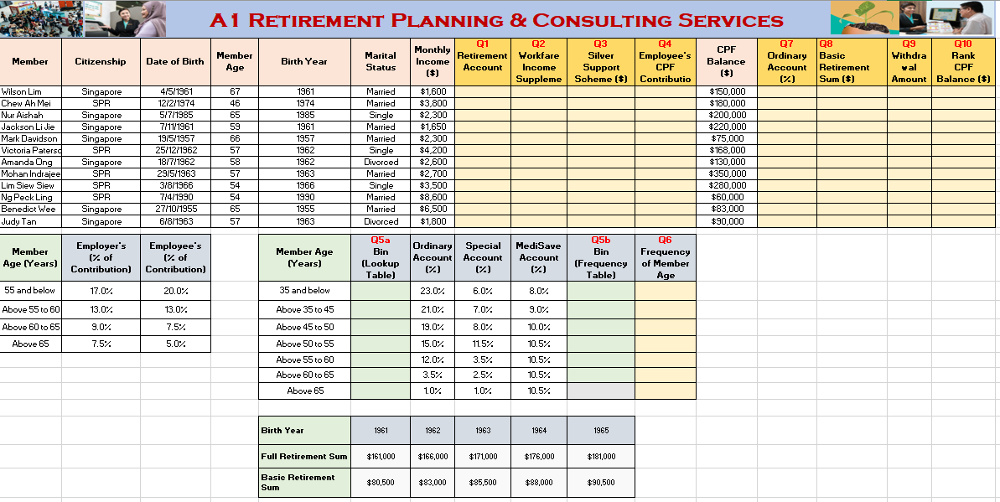 A1 Retirement Planning & Consulting Services
Member | Citizenship | Date of Birth | Member Age | Birth Year | Marital Status | Monthly Income ($) | Q1 Retirement Account | Q2 Workfare Income Suppleme | Q3 Silver Support Scheme ($) | Q4 Employee's CPF Contributio | CPF Balance ($) | Q7 Ordinary Account (%) | Q8 Basic Retirement Sum ($) | Q9 Withdrawal Amount | Q10 Rank CPF Balance ($)
Wilson Lim | Singapore | 4/5/1961 | 67 | 1961 | Married | $1,600 | $150,000
Chew Ah Mei | SPR | 12/2/1974 | 46 | 1974 | Married | $3,800 | $180,000
Nur Aishah | Singapore | 5/7/1985 | 65 | 1985 | Single | $2,300 | $200,000
Jackson Li Jie | Singapore | 7/11/1961 | 59 | 1961 | Married | $1,650 | $220,000
Mark Davidson | Singapore | 19/5/1957 | 66 | 1957 | Married | $2,300 | $75,000
Victoria Paterso | SPR | 25/12/1962 | 57 | 1962 | Single | $4,200 | $168,000
Amanda Ong | Singapore | 18/7/1962 | 58 | 1962 | Divorced | $2,600 | $130,000
Mohan Indrajee | SPR | 29/5/1963 | 57 | 1963 | Married | $2,700 | $350,000
Lim Siew Siew | SPR | 3/8/1966 | 54 | 1966 | Single | $3,500 | $280,000
Ng Peck Ling | SPR | 7/4/1990 | 54 | 1990 | Married | $8,600 | $60,000
Benedict Wee | Singapore | 27/10/1955 | 65 | 1955 | Married | $6,500 | $83,000
Judy Tan | Singapore | 6/8/1963 | 57 | 1963 | Divorced | $1,800 | $90,000
Member Age (Years) | Employer's (% of Contribution) | Employee's (% of Contribution)
55 and below | 17.0% | 20.0%
Above 55 to 60 | 13.0% | 13.0%
Above 60 to 65 | 9.0% | 7.5%
Above 65 | 7.5% | 5.0%
Member Age (Years) | Q5a Bin (Lookup Table) | Ordinary Account (%) | Special Account (%) | MediSave Account (%) | Q5b Bin (Frequency Table) | Q6 Frequency of Member Age
35 and below | 23.0% | 6.0% | 8.0%
Above 35 to 45 | 21.0% | 7.0% | 9.0%
Above 45 to 50 | 19.0% | 8.0% | 10.0%
Above 50 to 55 | 15.0% | 11.5% | 10.5%
Above 55 to 60 | 12.0% | 3.5% | 10.5%
Above 60 to 65 | 3.5% | 2.5% | 10.5%
Above 65 | 1.0% | 1.0% | 10.5%
Birth Year | 1961 | 1962 | 1963 | 1964 | 1965
Full Retirement Sum | $161,000 | $166,000 | $171,000 | $176,000 | $181,000
Basic Retirement Sum | $80,500 | $83,000 | $85,500 | $88,000 | $90,500